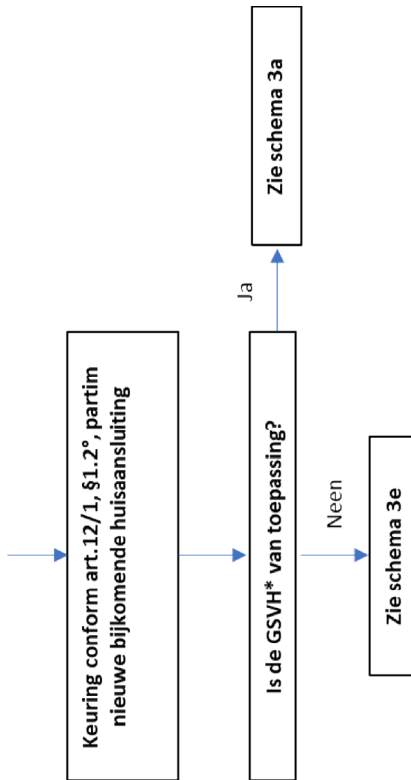 Keuring conform art.12/1, §1.2°, partim
nieuwe bijkomende huisaansluiting
Is de GSVH* van toepassing?
Ja
Zie schema 3a
Neen
Zie schema 3e